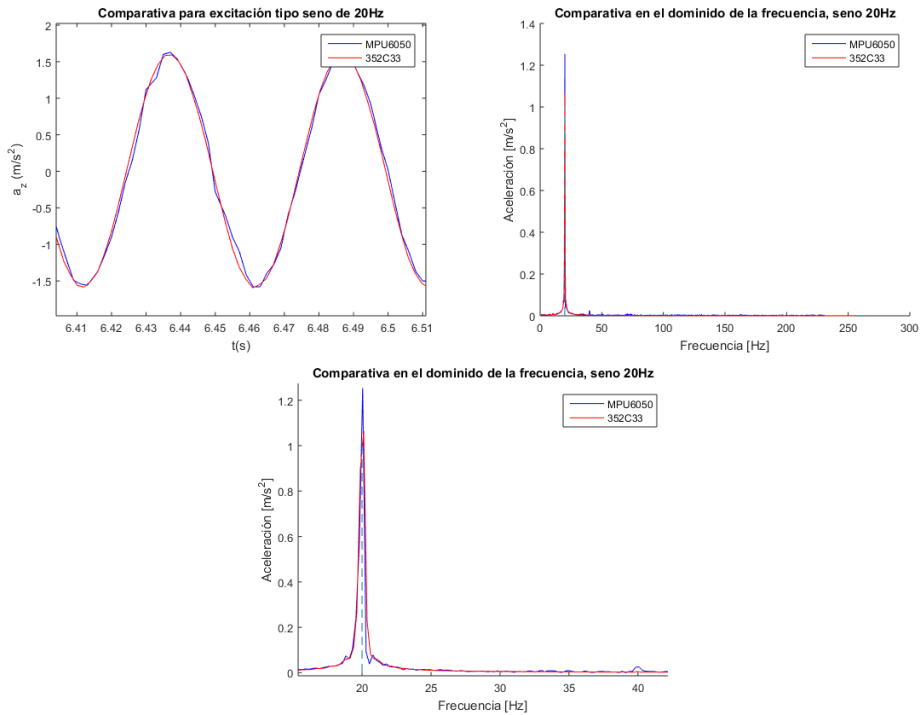 Comparativa para excitación tipo seno de 20Hz
MPU6050
352C33
a_z (m/s²)
2
1.5
1
0.5
0
-0.5
-1
-1.5
6.41 6.42 6.43 6.44 6.45 6.46 6.47 6.48 6.49 6.5 6.51
t(s)
Comparativa en el dominido de la frecuencia, seno 20Hz
MPU6050
352C33
Aceleración [m/s²]
1.4
1.2
1
0.8
0.6
0.4
0.2
0
0 50 100 150 200 250 300
Frecuencia [Hz]
Comparativa en el dominido de la frecuencia, seno 20Hz
MPU6050
352C33
Aceleración [m/s²]
1.2
1
0.8
0.6
0.4
0.2
0
20 25 30 35 40
Frecuencia [Hz]